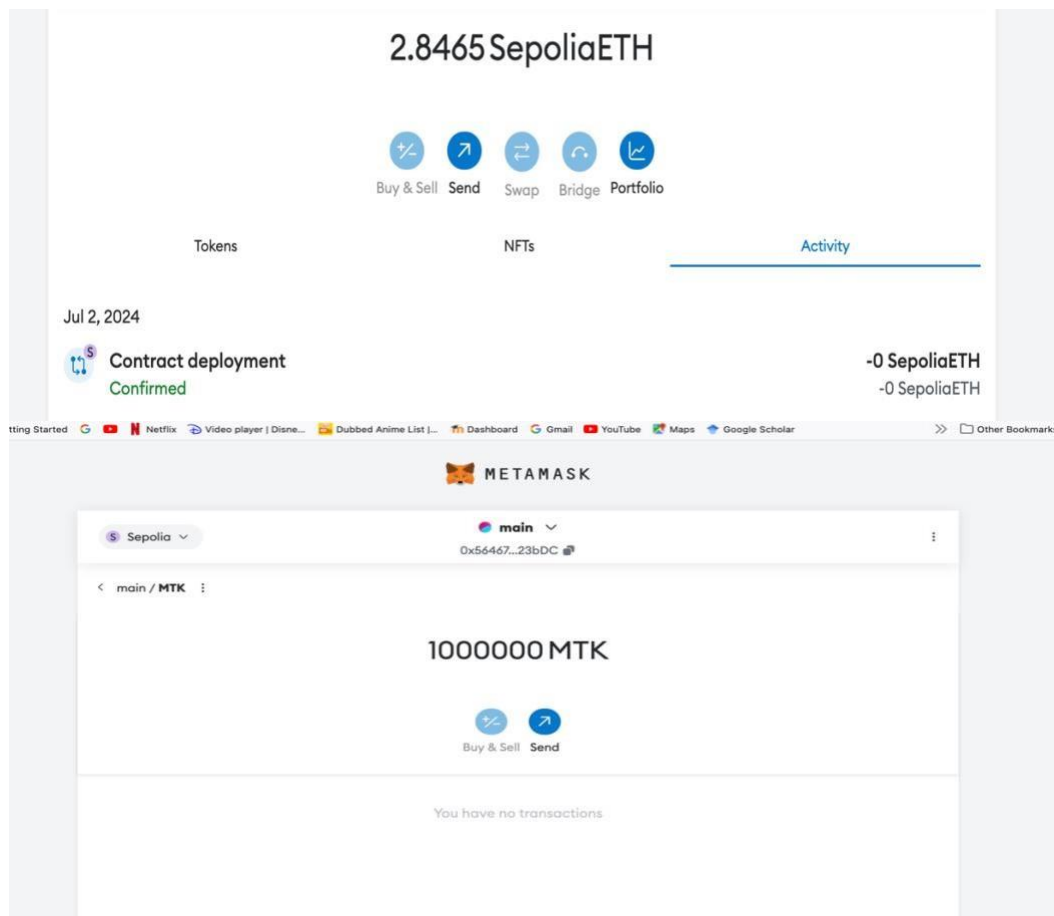 2.8465 SepoliaETH
Buy & Sell Send Swap Bridge Portfolio
Tokens NFTs Activity
Jul 2, 2024
S
Contract deployment -0 SepoliaETH
Confirmed -0 SepoliaETH
tting Started Netflix Video player | Disne... Dubbed Anime List |... Dashboard Gmail YouTube Maps Google Scholar >> Other Bookmarks
METAMASK
S Sepolia main
0x56467...23bDC
< main / MTK
1000000 MTK
Buy & Sell Send
You have no transactions